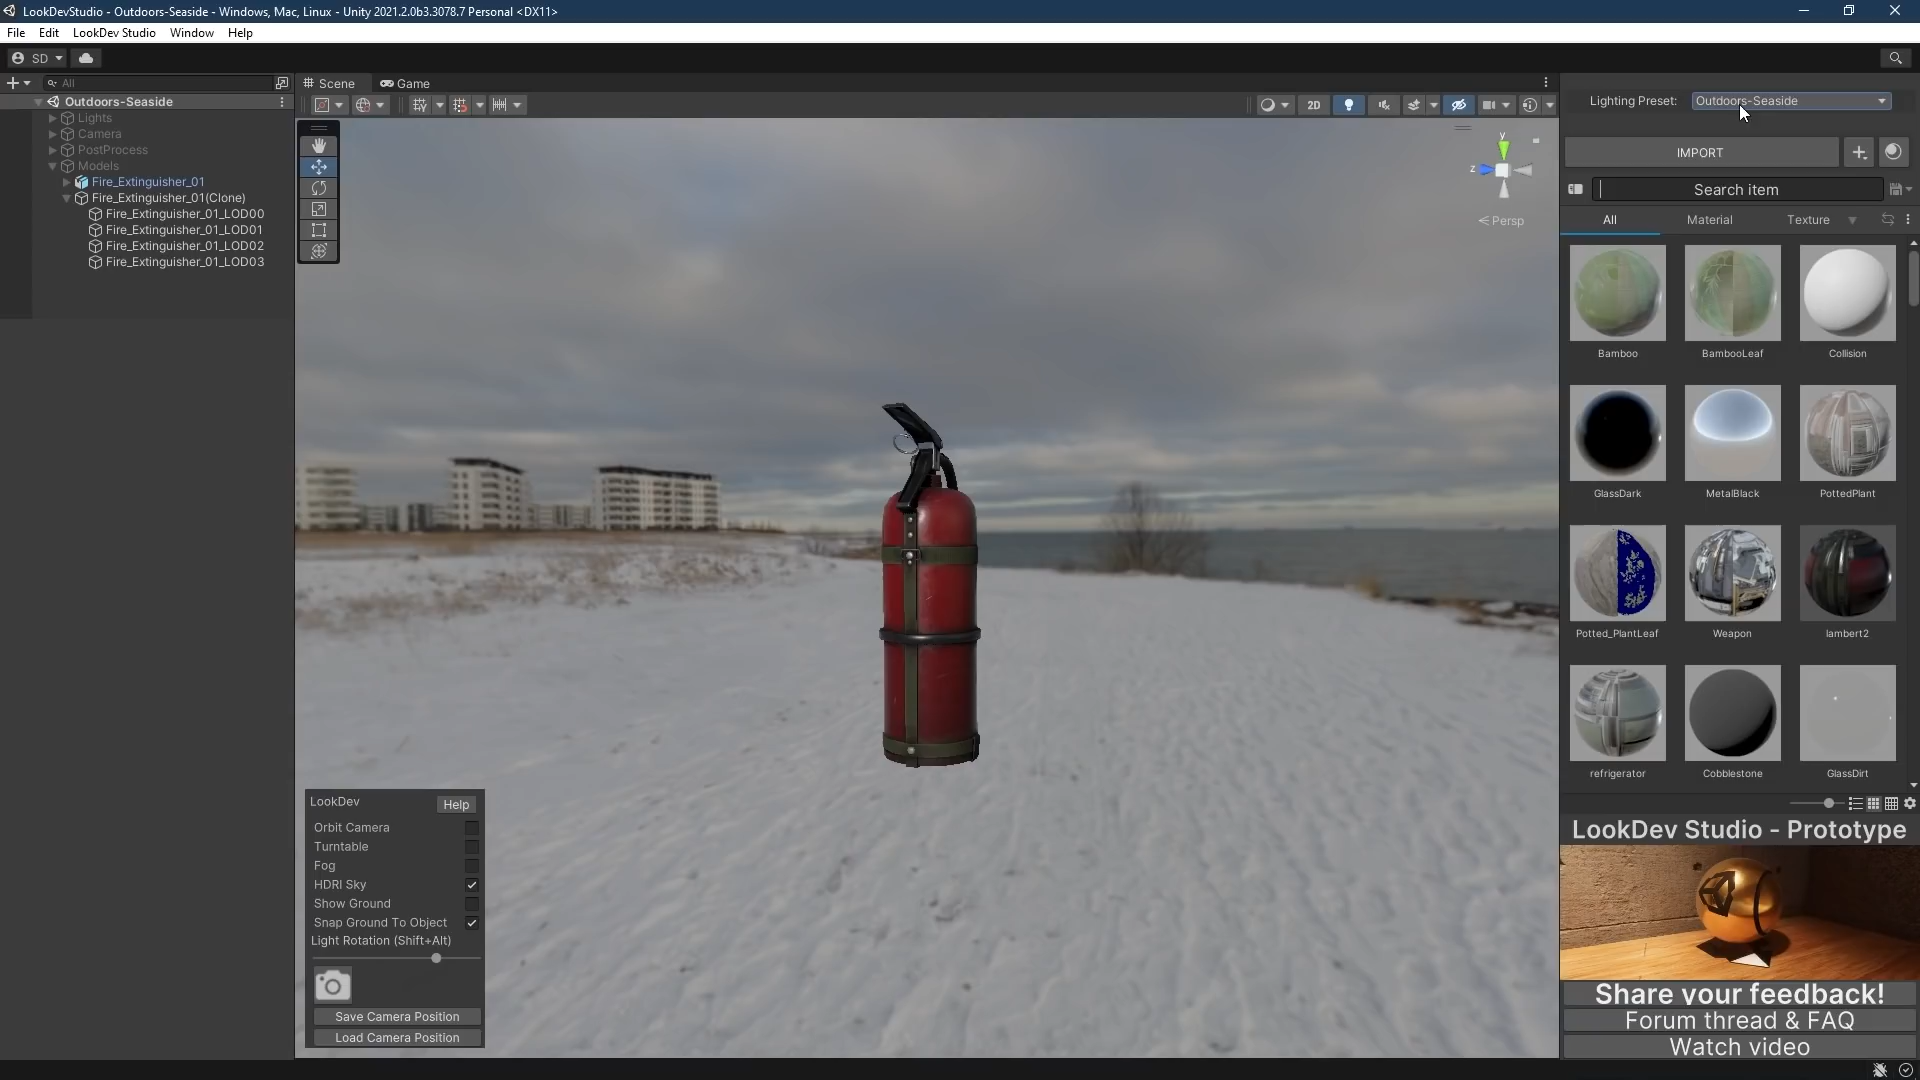 LookDevStudio - Outdoors-Seaside - Windows, Mac, Linux - Unity 2021.2.0b3.3078.7 Personal <DX11>
File Edit LookDev Studio Window Help
SD
All
Outdoors-Seaside
Lights
Camera
PostProcess
Models
Fire_Extinguisher_01
Fire_Extinguisher_01(Clone)
Fire_Extinguisher_01_LOD00
Fire_Extinguisher_01_LOD01
Fire_Extinguisher_01_LOD02
Fire_Extinguisher_01_LOD03
Scene Game
2D
y
z
Persp
LookDev Help
Orbit Camera
Turntable
Fog
HDRI Sky
Show Ground
Snap Ground To Object
Light Rotation (Shift+Alt)
Save Camera Position
Load Camera Position
Lighting Preset: Outdoors-Seaside
IMPORT
Search item
All Material Texture
Bamboo BambooLeaf Collision
GlassDark MetalBlack PottedPlant
Potted_PlantLeaf Weapon lambert2
refrigerator Cobblestone GlassDirt
LookDev Studio - Prototype
Share your feedback!
Forum thread & FAQ
Watch video